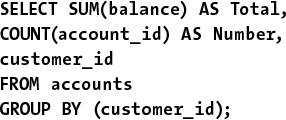 SELECT SUM(balance) AS Total,
COUNT(account_id) AS Number,
customer_id
FROM accounts
GROUP BY (customer_id);